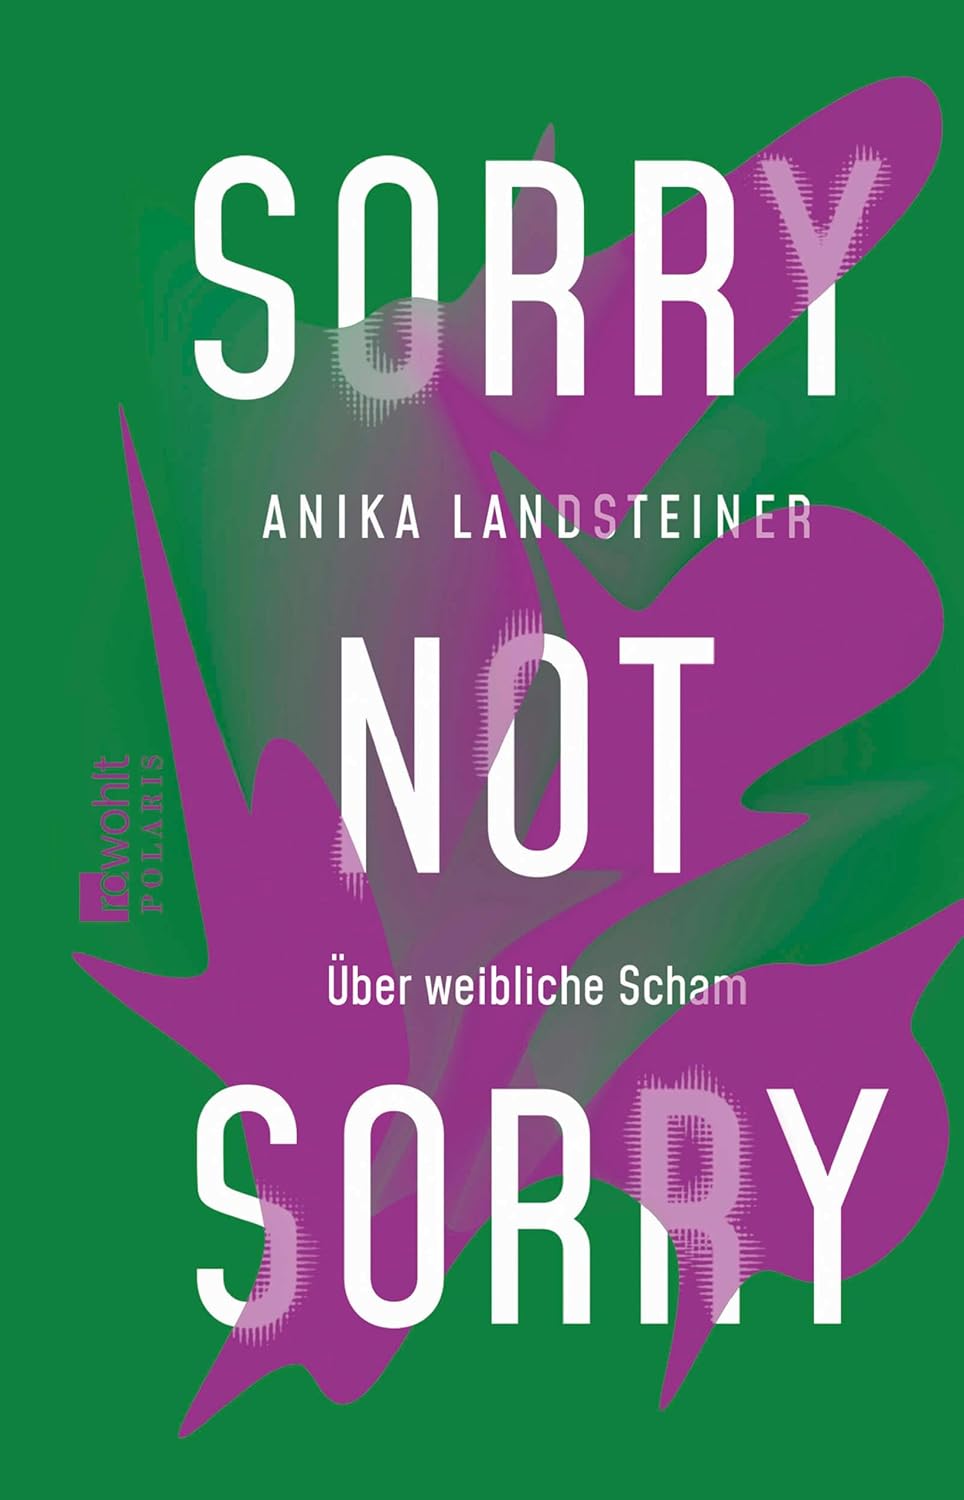 SORRY
ANIKA LANDSTEINER
NOT
Über weibliche Scham
SORRY
rowohlt
POLARIS